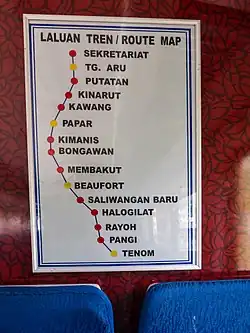 LALUAN TREN / ROUTE MAP
SEKRETARIAT
TG. ARU
PUTATAN
KINARUT
KAWANG
PAPAR
KIMANIS
BONGAWAN
MEMBAKUT
BEAUFORT
SALIWANGAN BARU
HALOGILAT
RAYOH
PANGI
TENOM